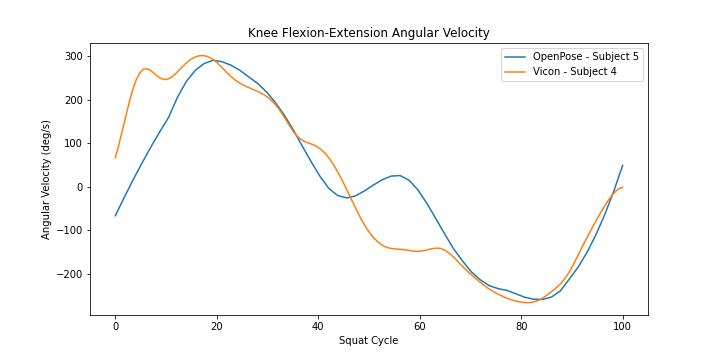 Knee Flexion-Extension Angular Velocity
OpenPose - Subject 5
Vicon - Subject 4
Angular Velocity (deg/s)
300
200
100
0
−100
−200
0 20 40 60 80 100
Squat Cycle